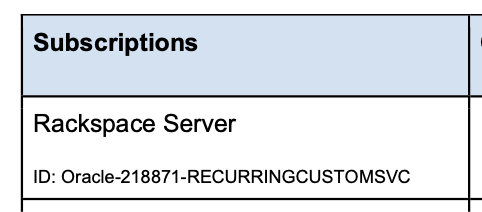 Subscriptions
Rackspace Server
ID: Oracle-218871-RECURRINGCUSTOMSVC